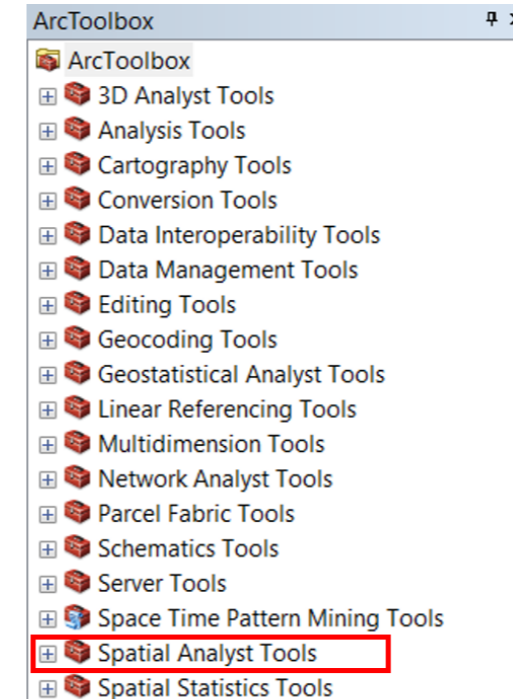 ArcToolbox
ArcToolbox
3D Analyst Tools
Analysis Tools
Cartography Tools
Conversion Tools
Data Interoperability Tools
Data Management Tools
Editing Tools
Geocoding Tools
Geostatistical Analyst Tools
Linear Referencing Tools
Multidimension Tools
Network Analyst Tools
Parcel Fabric Tools
Schematics Tools
Server Tools
Space Time Pattern Mining Tools
Spatial Analyst Tools
Spatial Statistics Tools